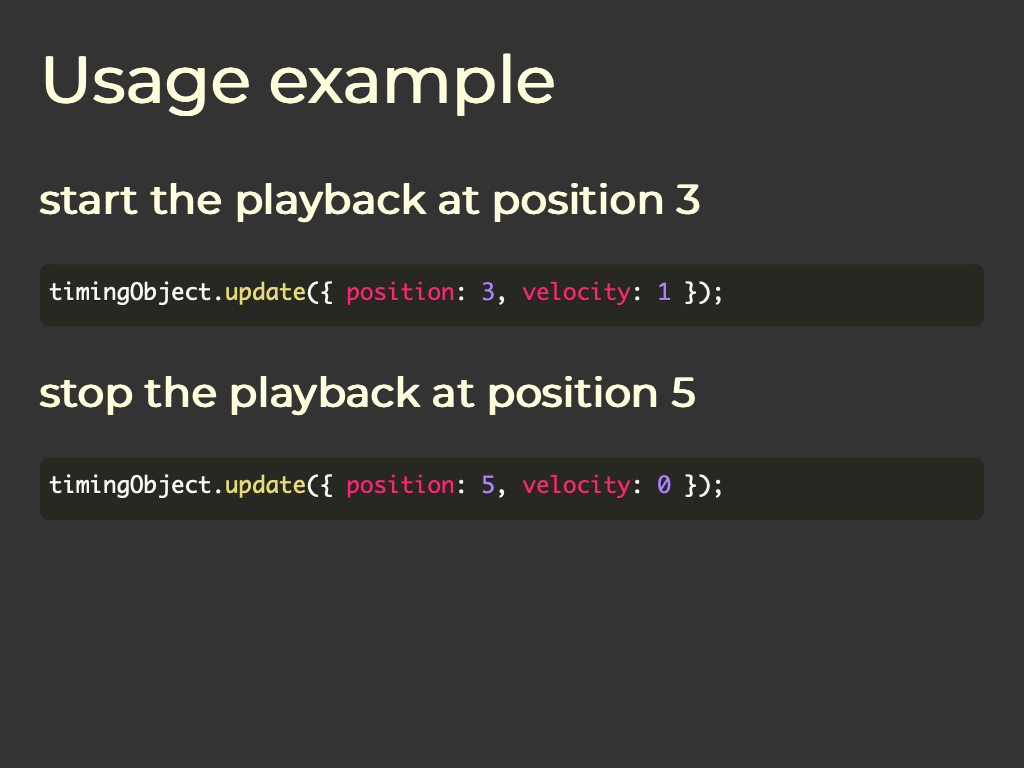 Usage example
start the playback at position 3
timingObject.update({ position: 3, velocity: 1 });
stop the playback at position 5
timingObject.update({ position: 5, velocity: 0 });